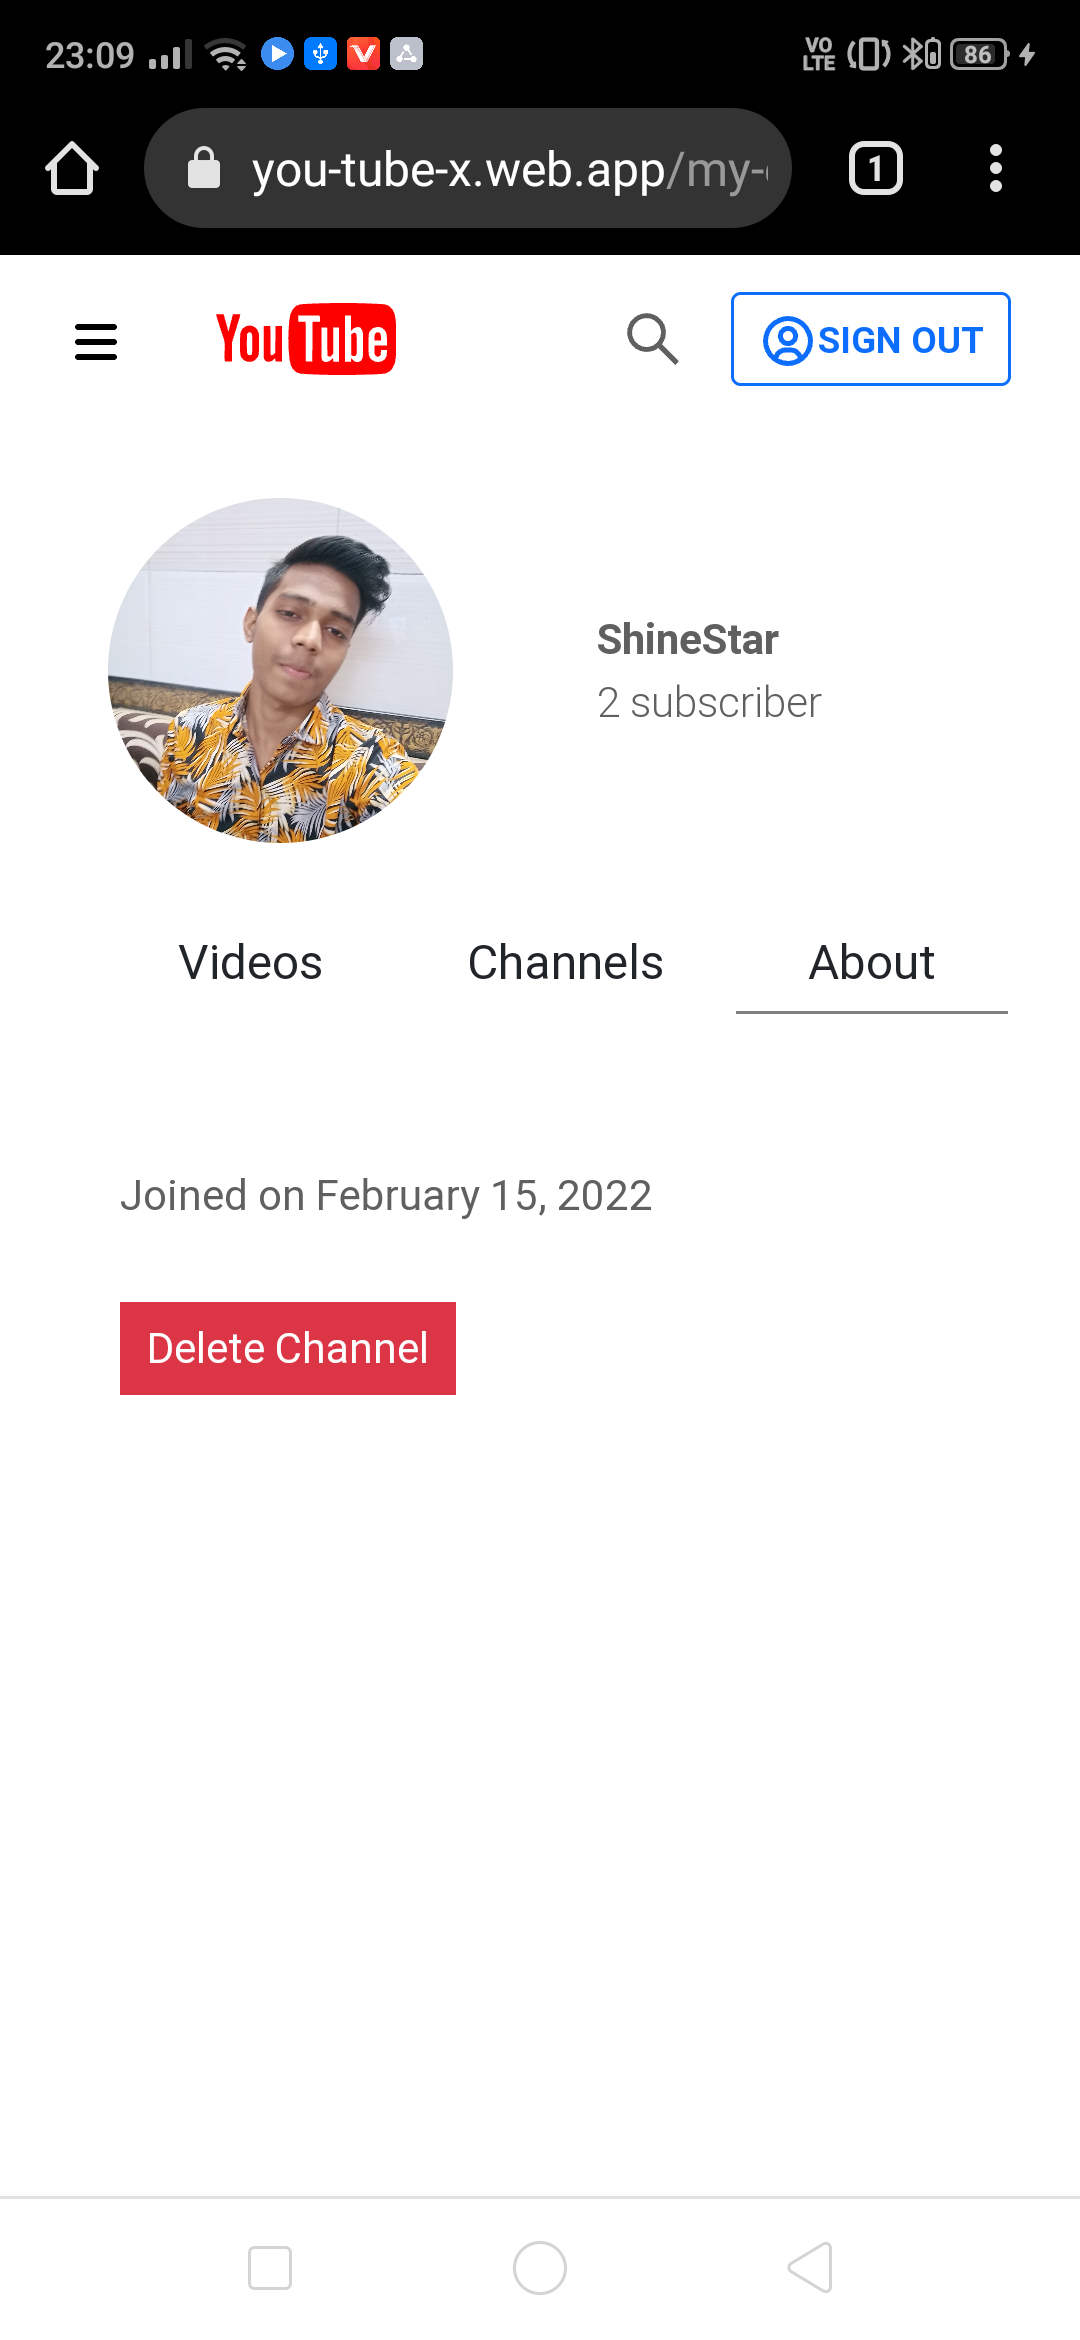 23:09 VO LTE 86
you-tube-x.web.app/my- 1
YouTube SIGN OUT
ShineStar
2 subscriber
Videos Channels About
Joined on February 15, 2022
Delete Channel